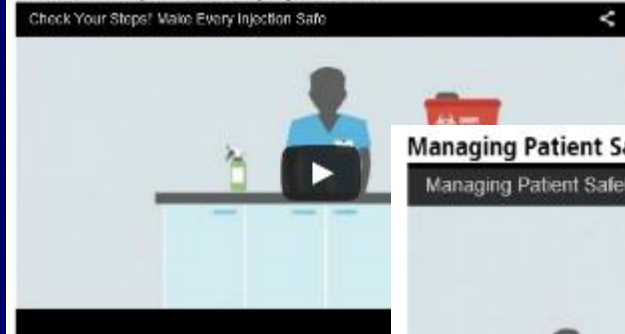 Check Your Steps! Make Every Injection Safe
Managing Patient Sa
Managing Patient Safe